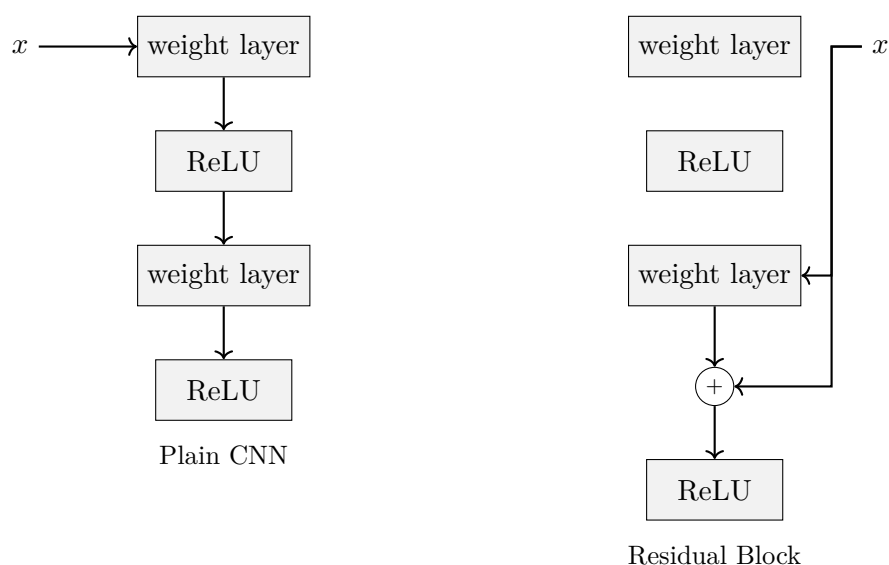 x
weight layer
ReLU
weight layer
ReLU
Plain CNN
weight layer
x
ReLU
weight layer
+
ReLU
Residual Block